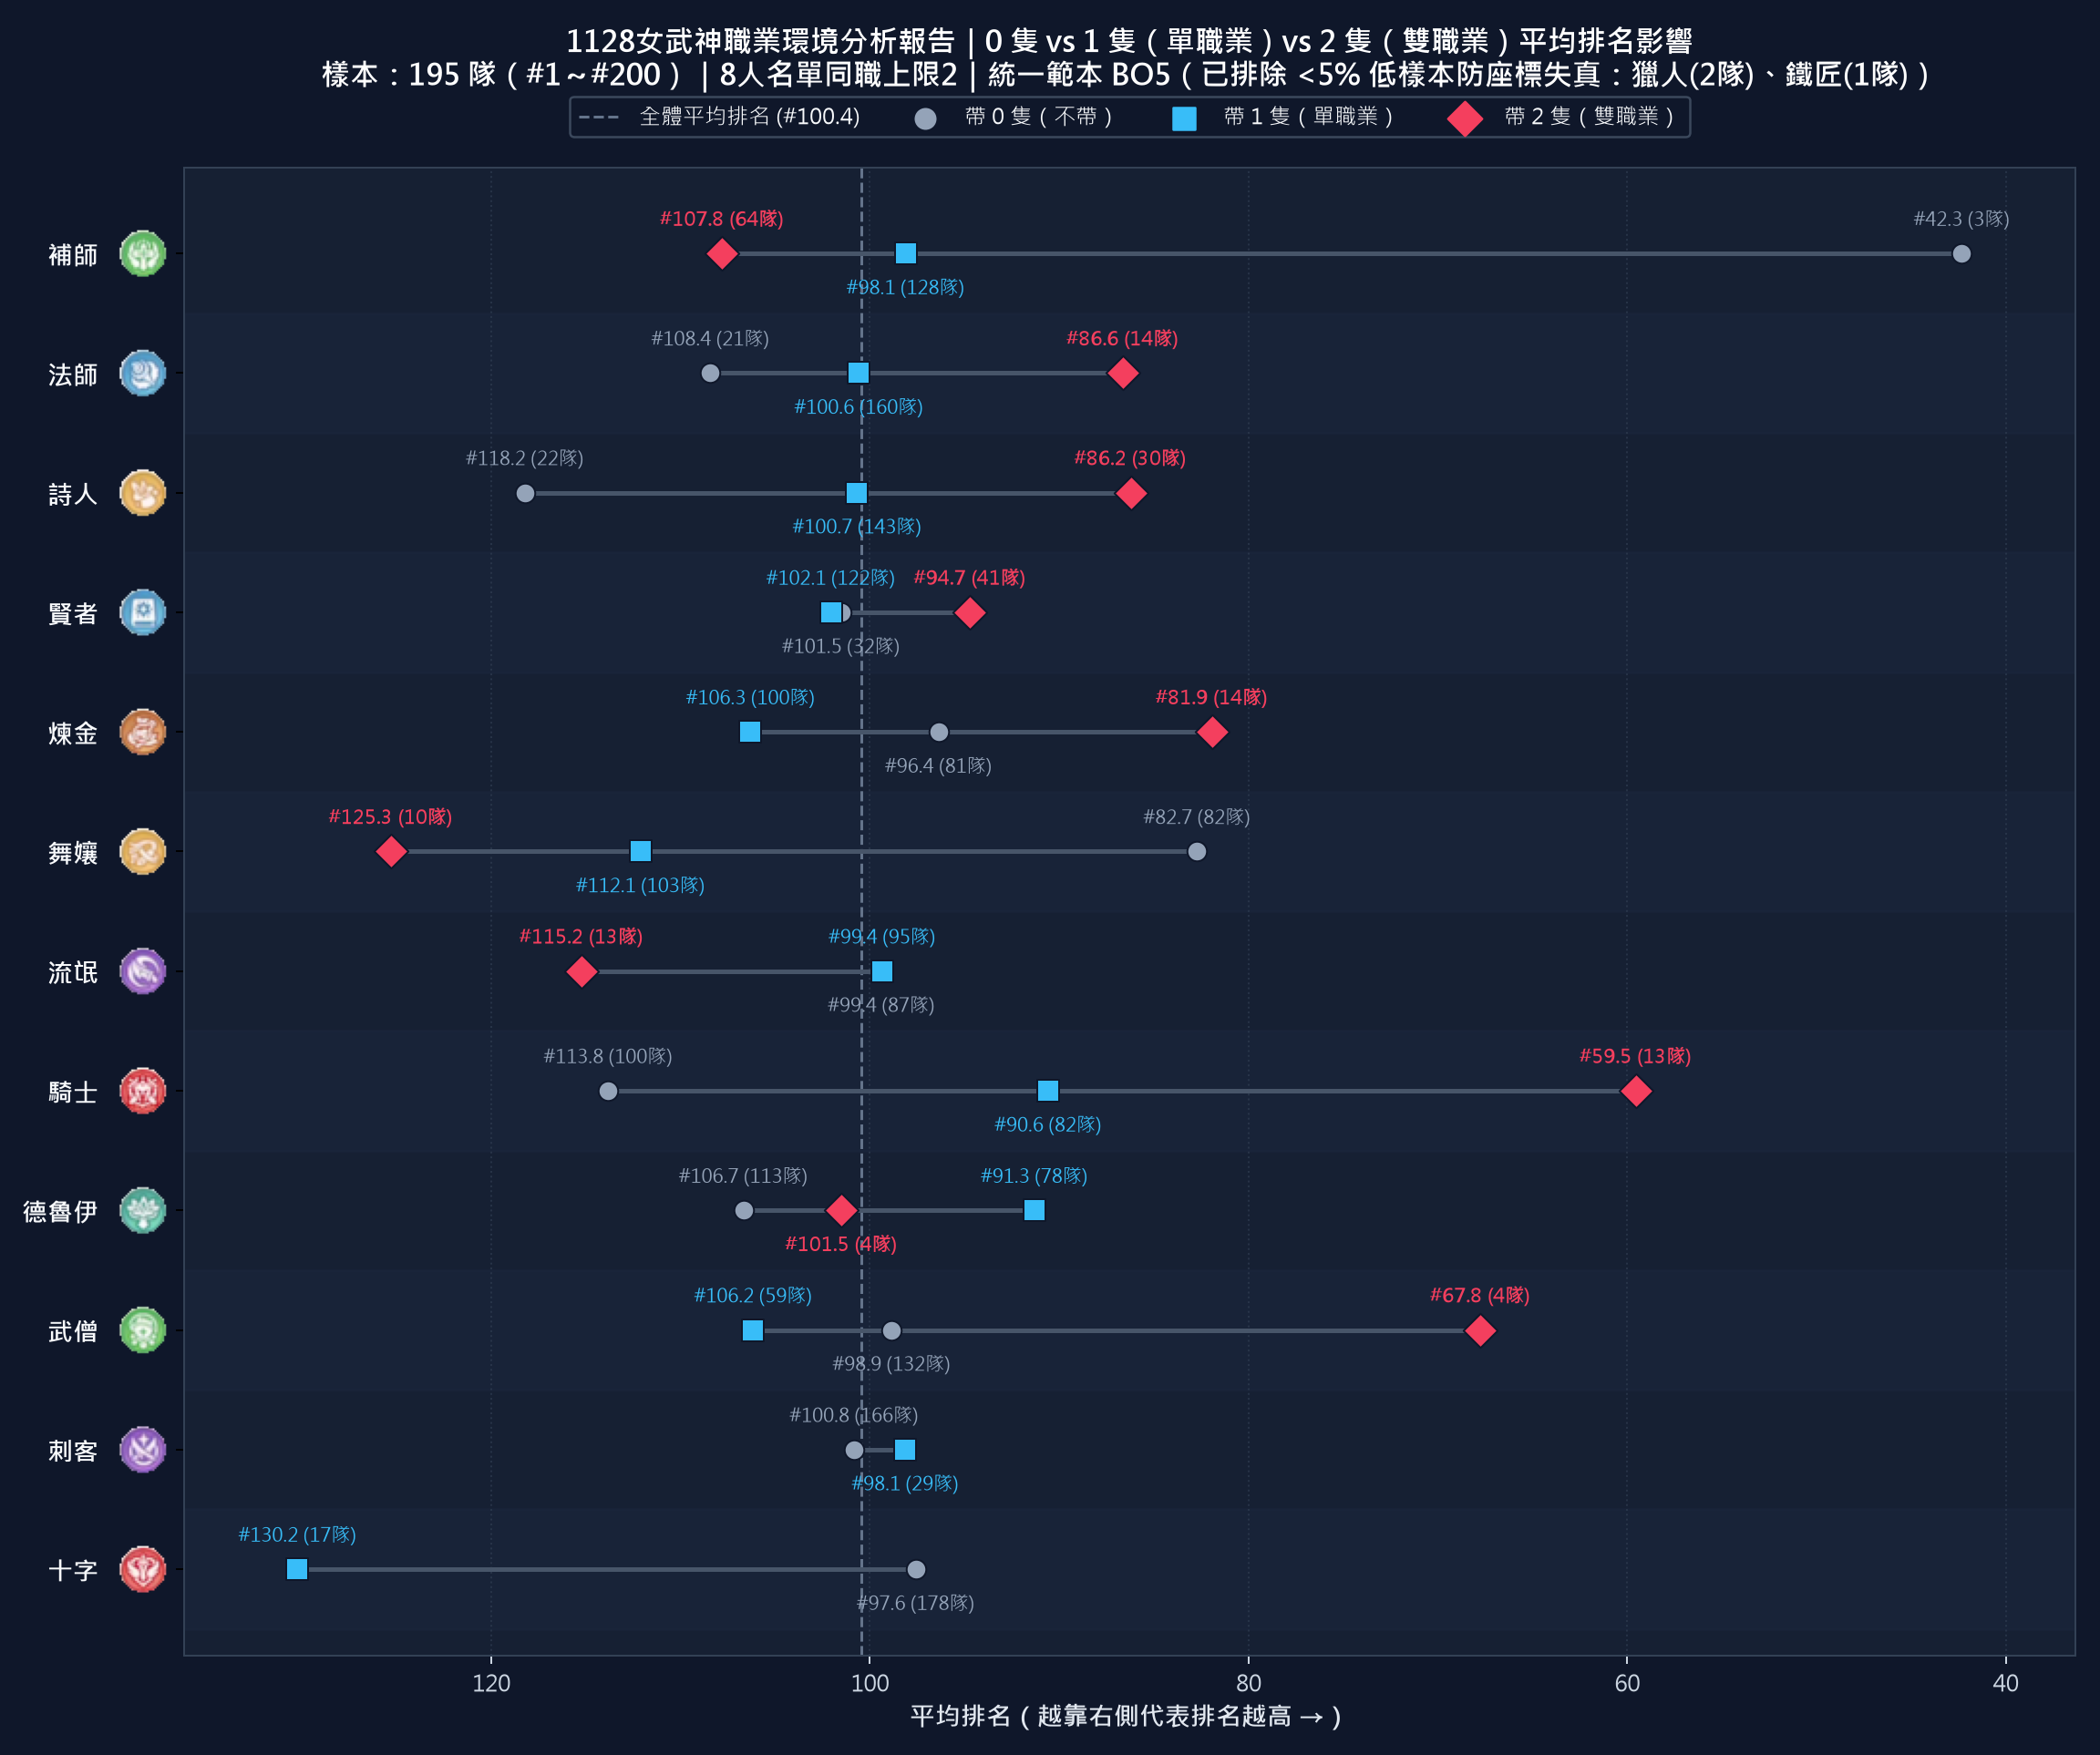 1128女武神職業環境分析報告 | 0 隻 vs 1 隻（單職業）vs 2 隻（雙職業）平均排名影響
樣本：195 隊（#1～#200） | 8人名單同職上限2 | 統一範本 BO5（已排除 <5% 低樣本防座標失真：獵人(2隊)、鐵匠(1隊)）
全體平均排名 (#100.4) 帶 0 隻（不帶） 帶 1 隻（單職業） 帶 2 隻（雙職業）
#107.8 (64隊) #42.3 (3隊)
補師
#98.1 (128隊)
#108.4 (21隊) #86.6 (14隊)
法師
#100.6 (160隊)
#118.2 (22隊) #86.2 (30隊)
詩人
#100.7 (143隊)
#102.1 (122隊) #94.7 (41隊)
賢者
#101.5 (32隊)
#106.3 (100隊) #81.9 (14隊)
煉金
#96.4 (81隊)
#125.3 (10隊) #82.7 (82隊)
舞孃
#112.1 (103隊)
#115.2 (13隊) #99.4 (95隊)
流氓
#99.4 (87隊)
#113.8 (100隊) #59.5 (13隊)
騎士
#90.6 (82隊)
#106.7 (113隊) #91.3 (78隊)
德魯伊
#101.5 (4隊)
#106.2 (59隊) #67.8 (4隊)
武僧
#98.9 (132隊)
#100.8 (166隊)
刺客
#98.1 (29隊)
#130.2 (17隊)
十字
#97.6 (178隊)
120 100 80 60 40
平均排名（越靠右側代表排名越高 →）